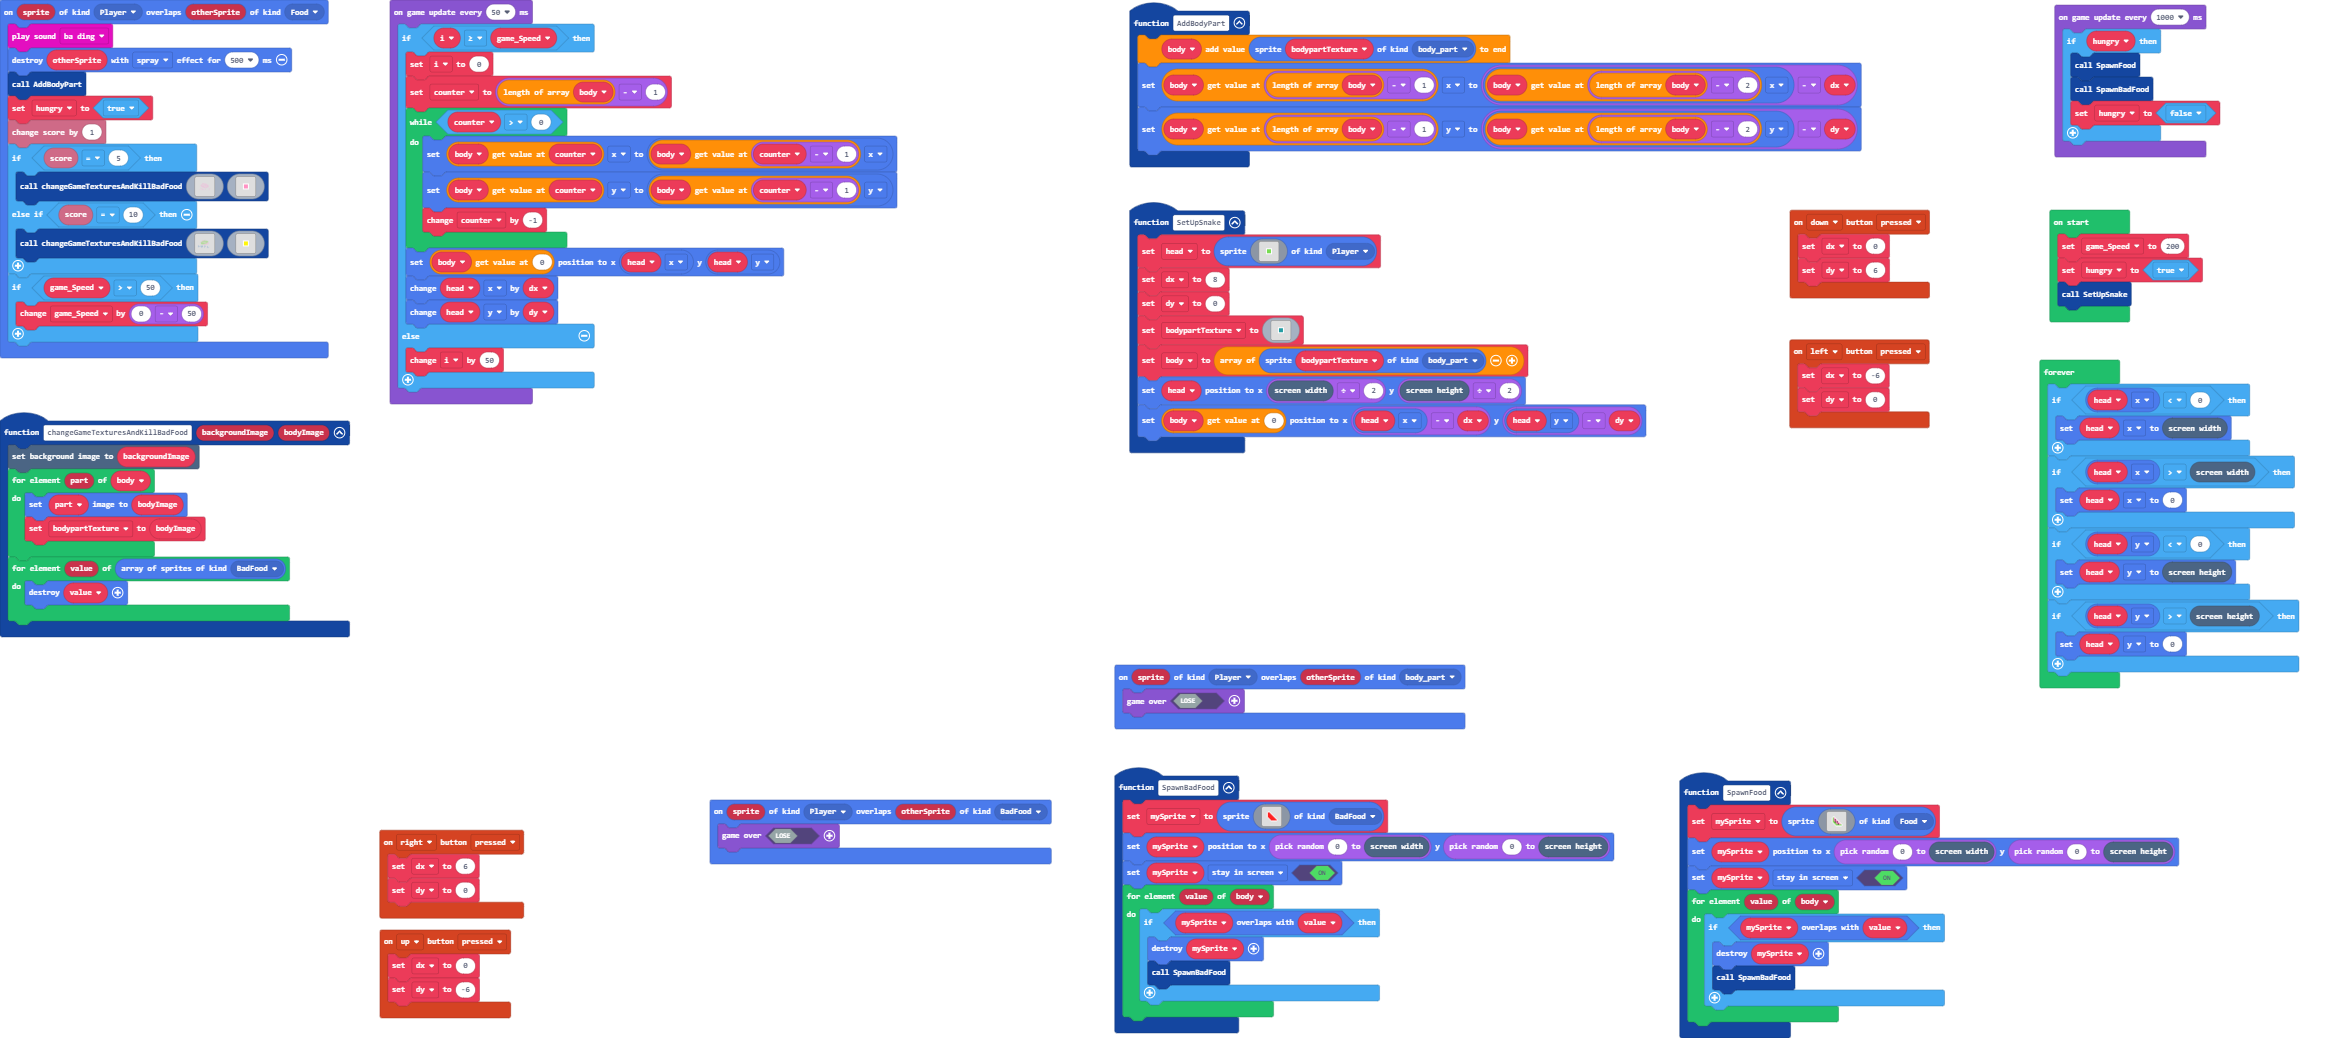 on sprite of kind Player overlaps otherSprite of kind Food
play sound ba ding
destroy otherSprite with spray effect for 500 ms
call AddBodyPart
set hungry to true
change score by 1
if score = 5 then
call changeGameTexturesAndKillBadFood
else if score = 10 then
call changeGameTexturesAndKillBadFood
if game_Speed > 50 then
change game_Speed by 0 - 50
function changeGameTexturesAndKillBadFood backgroundImage bodyImage
set background image to backgroundImage
for element part of body
do
set part image to bodyImage
set bodypartTexture to bodyImage
for element value of array of sprites of kind BadFood
do
destroy value
on game update every 50 ms
if i ≥ game_Speed then
set i to 0
set counter to length of array body - 1
while counter > 0
do
set body get value at counter x to body get value at counter - 1 x
set body get value at counter y to body get value at counter - 1 y
change counter by -1
set body get value at 0 position to x head x y head y
change head x by dx
change head y by dy
else
change i by 50
on right button pressed
set dx to 6
set dy to 0
on up button pressed
set dx to 0
set dy to -6
on sprite of kind Player overlaps otherSprite of kind BadFood
game over LOSE
function AddBodyPart
body add value sprite bodypartTexture of kind body_part to end
set body get value at length of array body - 1 x to body get value at length of array body - 2 x - dx
set body get value at length of array body - 1 y to body get value at length of array body - 2 y - dy
function SetUpSnake
set head to sprite of kind Player
set dx to 8
set dy to 0
set bodypartTexture to
set body to array of sprite bodypartTexture of kind body_part
set head position to x screen width ÷ 2 y screen height ÷ 2
set body get value at 0 position to x head x - dx y head y - dy
on sprite of kind Player overlaps otherSprite of kind body_part
game over LOSE
function SpawnBadFood
set mySprite to sprite of kind BadFood
set mySprite position to x pick random 0 to screen width y pick random 0 to screen height
set mySprite stay in screen ON
for element value of body
do
if mySprite overlaps with value then
destroy mySprite
call SpawnBadFood
function SpawnFood
set mySprite to sprite of kind Food
set mySprite position to x pick random 0 to screen width y pick random 0 to screen height
set mySprite stay in screen ON
for element value of body
do
if mySprite overlaps with value then
destroy mySprite
call SpawnBadFood
on down button pressed
set dx to 0
set dy to 6
on left button pressed
set dx to -6
set dy to 0
on game update every 1000 ms
if hungry then
call SpawnFood
call SpawnBadFood
set hungry to false
on start
set game_Speed to 200
set hungry to true
call SetUpSnake
forever
if head x < 0 then
set head x to screen width
if head x > screen width then
set head x to 0
if head y < 0 then
set head y to screen height
if head y > screen height then
set head y to 0